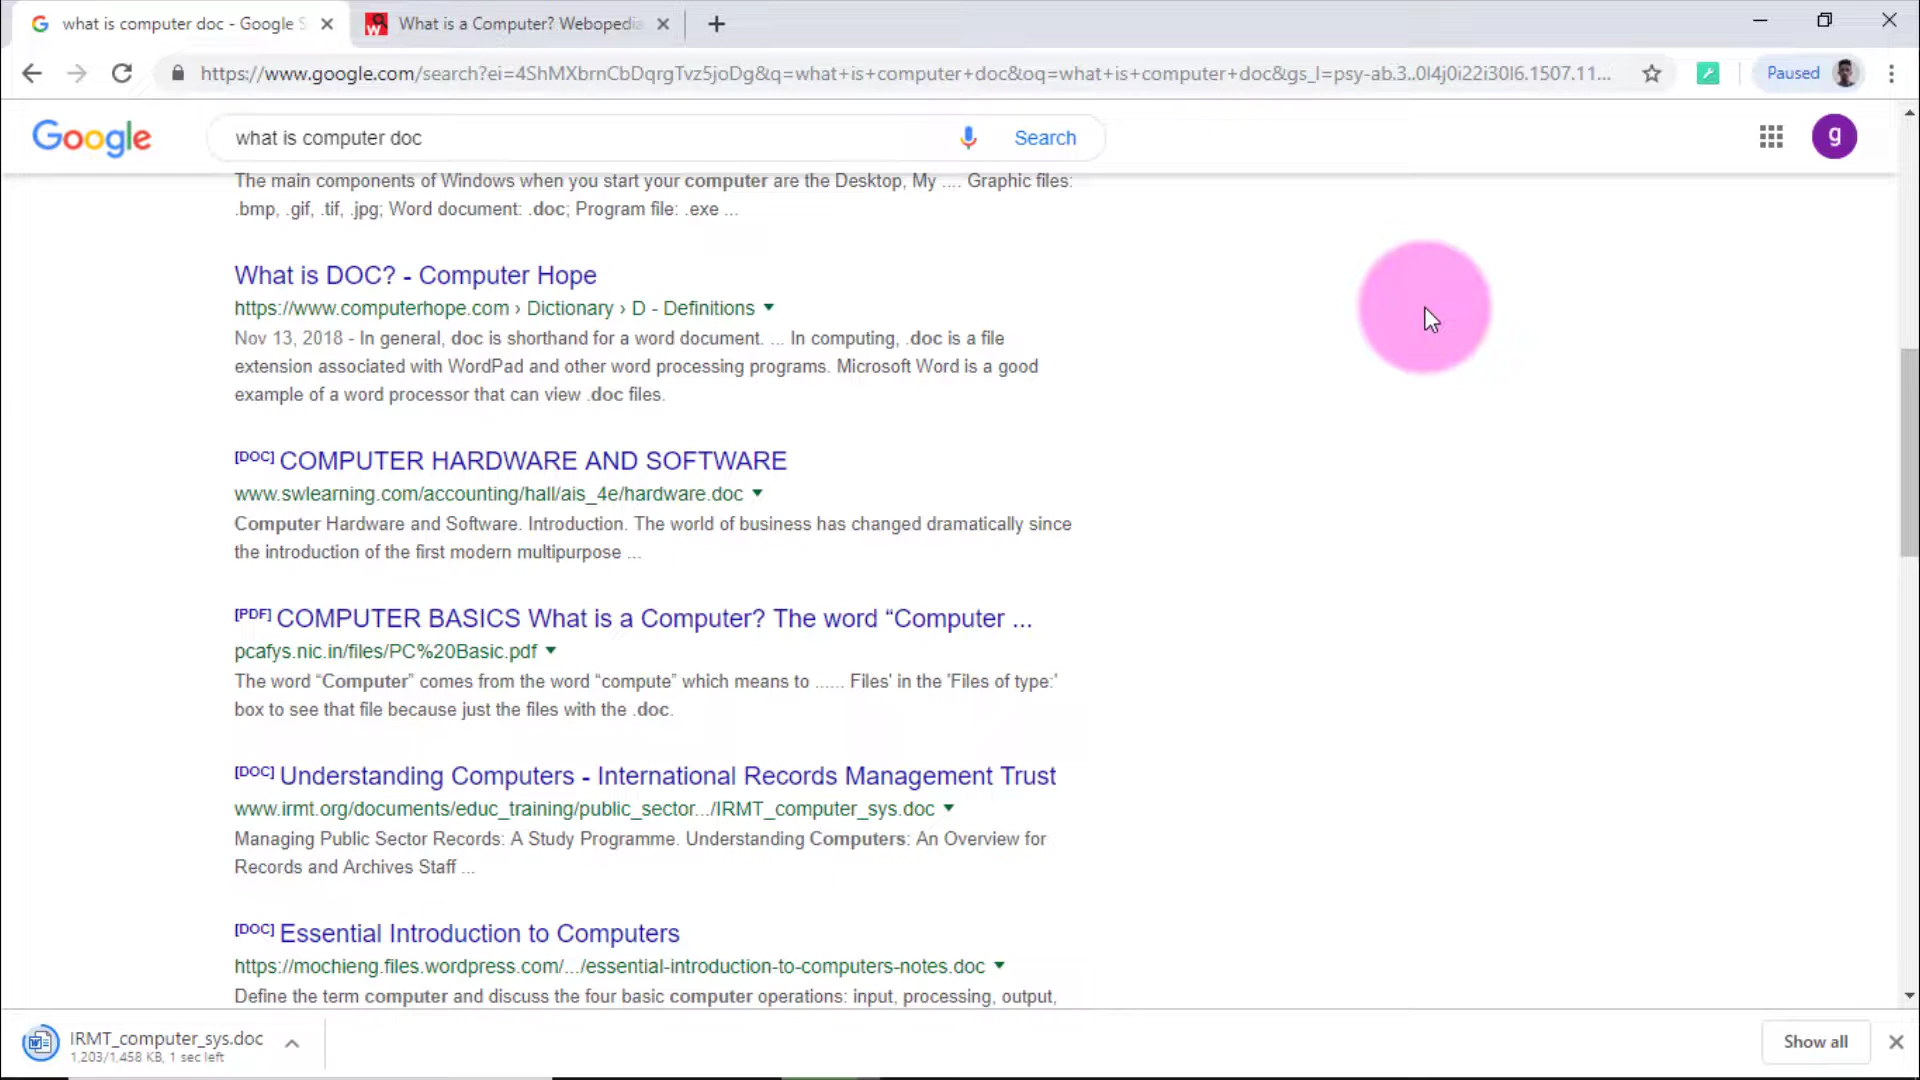 what is computer doc - Google S
What is a Computer? Webopedia
https://www.google.com/search?ei=4ShMXbrnCbDqrgTvz5joDg&q=what+is+computer+doc&oq=what+is+computer+doc&gs_l=psy-ab.3..0l4j0i22i30l6.1507.11...
Paused
Google
what is computer doc
Search
g
The main components of Windows when you start your computer are the Desktop, My .... Graphic files:
.bmp, .gif, .tif, .jpg; Word document: .doc; Program file: .exe ...
What is DOC? - Computer Hope
https://www.computerhope.com › Dictionary › D - Definitions
Nov 13, 2018 - In general, doc is shorthand for a word document. ... In computing, .doc is a file
extension associated with WordPad and other word processing programs. Microsoft Word is a good
example of a word processor that can view .doc files.
[DOC] COMPUTER HARDWARE AND SOFTWARE
www.swlearning.com/accounting/hall/ais_4e/hardware.doc
Computer Hardware and Software. Introduction. The world of business has changed dramatically since
the introduction of the first modern multipurpose ...
[PDF] COMPUTER BASICS What is a Computer? The word “Computer ...
pcafys.nic.in/files/PC%20Basic.pdf
The word “Computer” comes from the word “compute” which means to ...... Files' in the 'Files of type:'
box to see that file because just the files with the .doc.
[DOC] Understanding Computers - International Records Management Trust
www.irmt.org/documents/educ_training/public_sector.../IRMT_computer_sys.doc
Managing Public Sector Records: A Study Programme. Understanding Computers: An Overview for
Records and Archives Staff ...
[DOC] Essential Introduction to Computers
https://mochieng.files.wordpress.com/.../essential-introduction-to-computers-notes.doc
Define the term computer and discuss the four basic computer operations: input, processing, output,
IRMT_computer_sys.doc
1,203/1,458 KB, 1 sec left
Show all